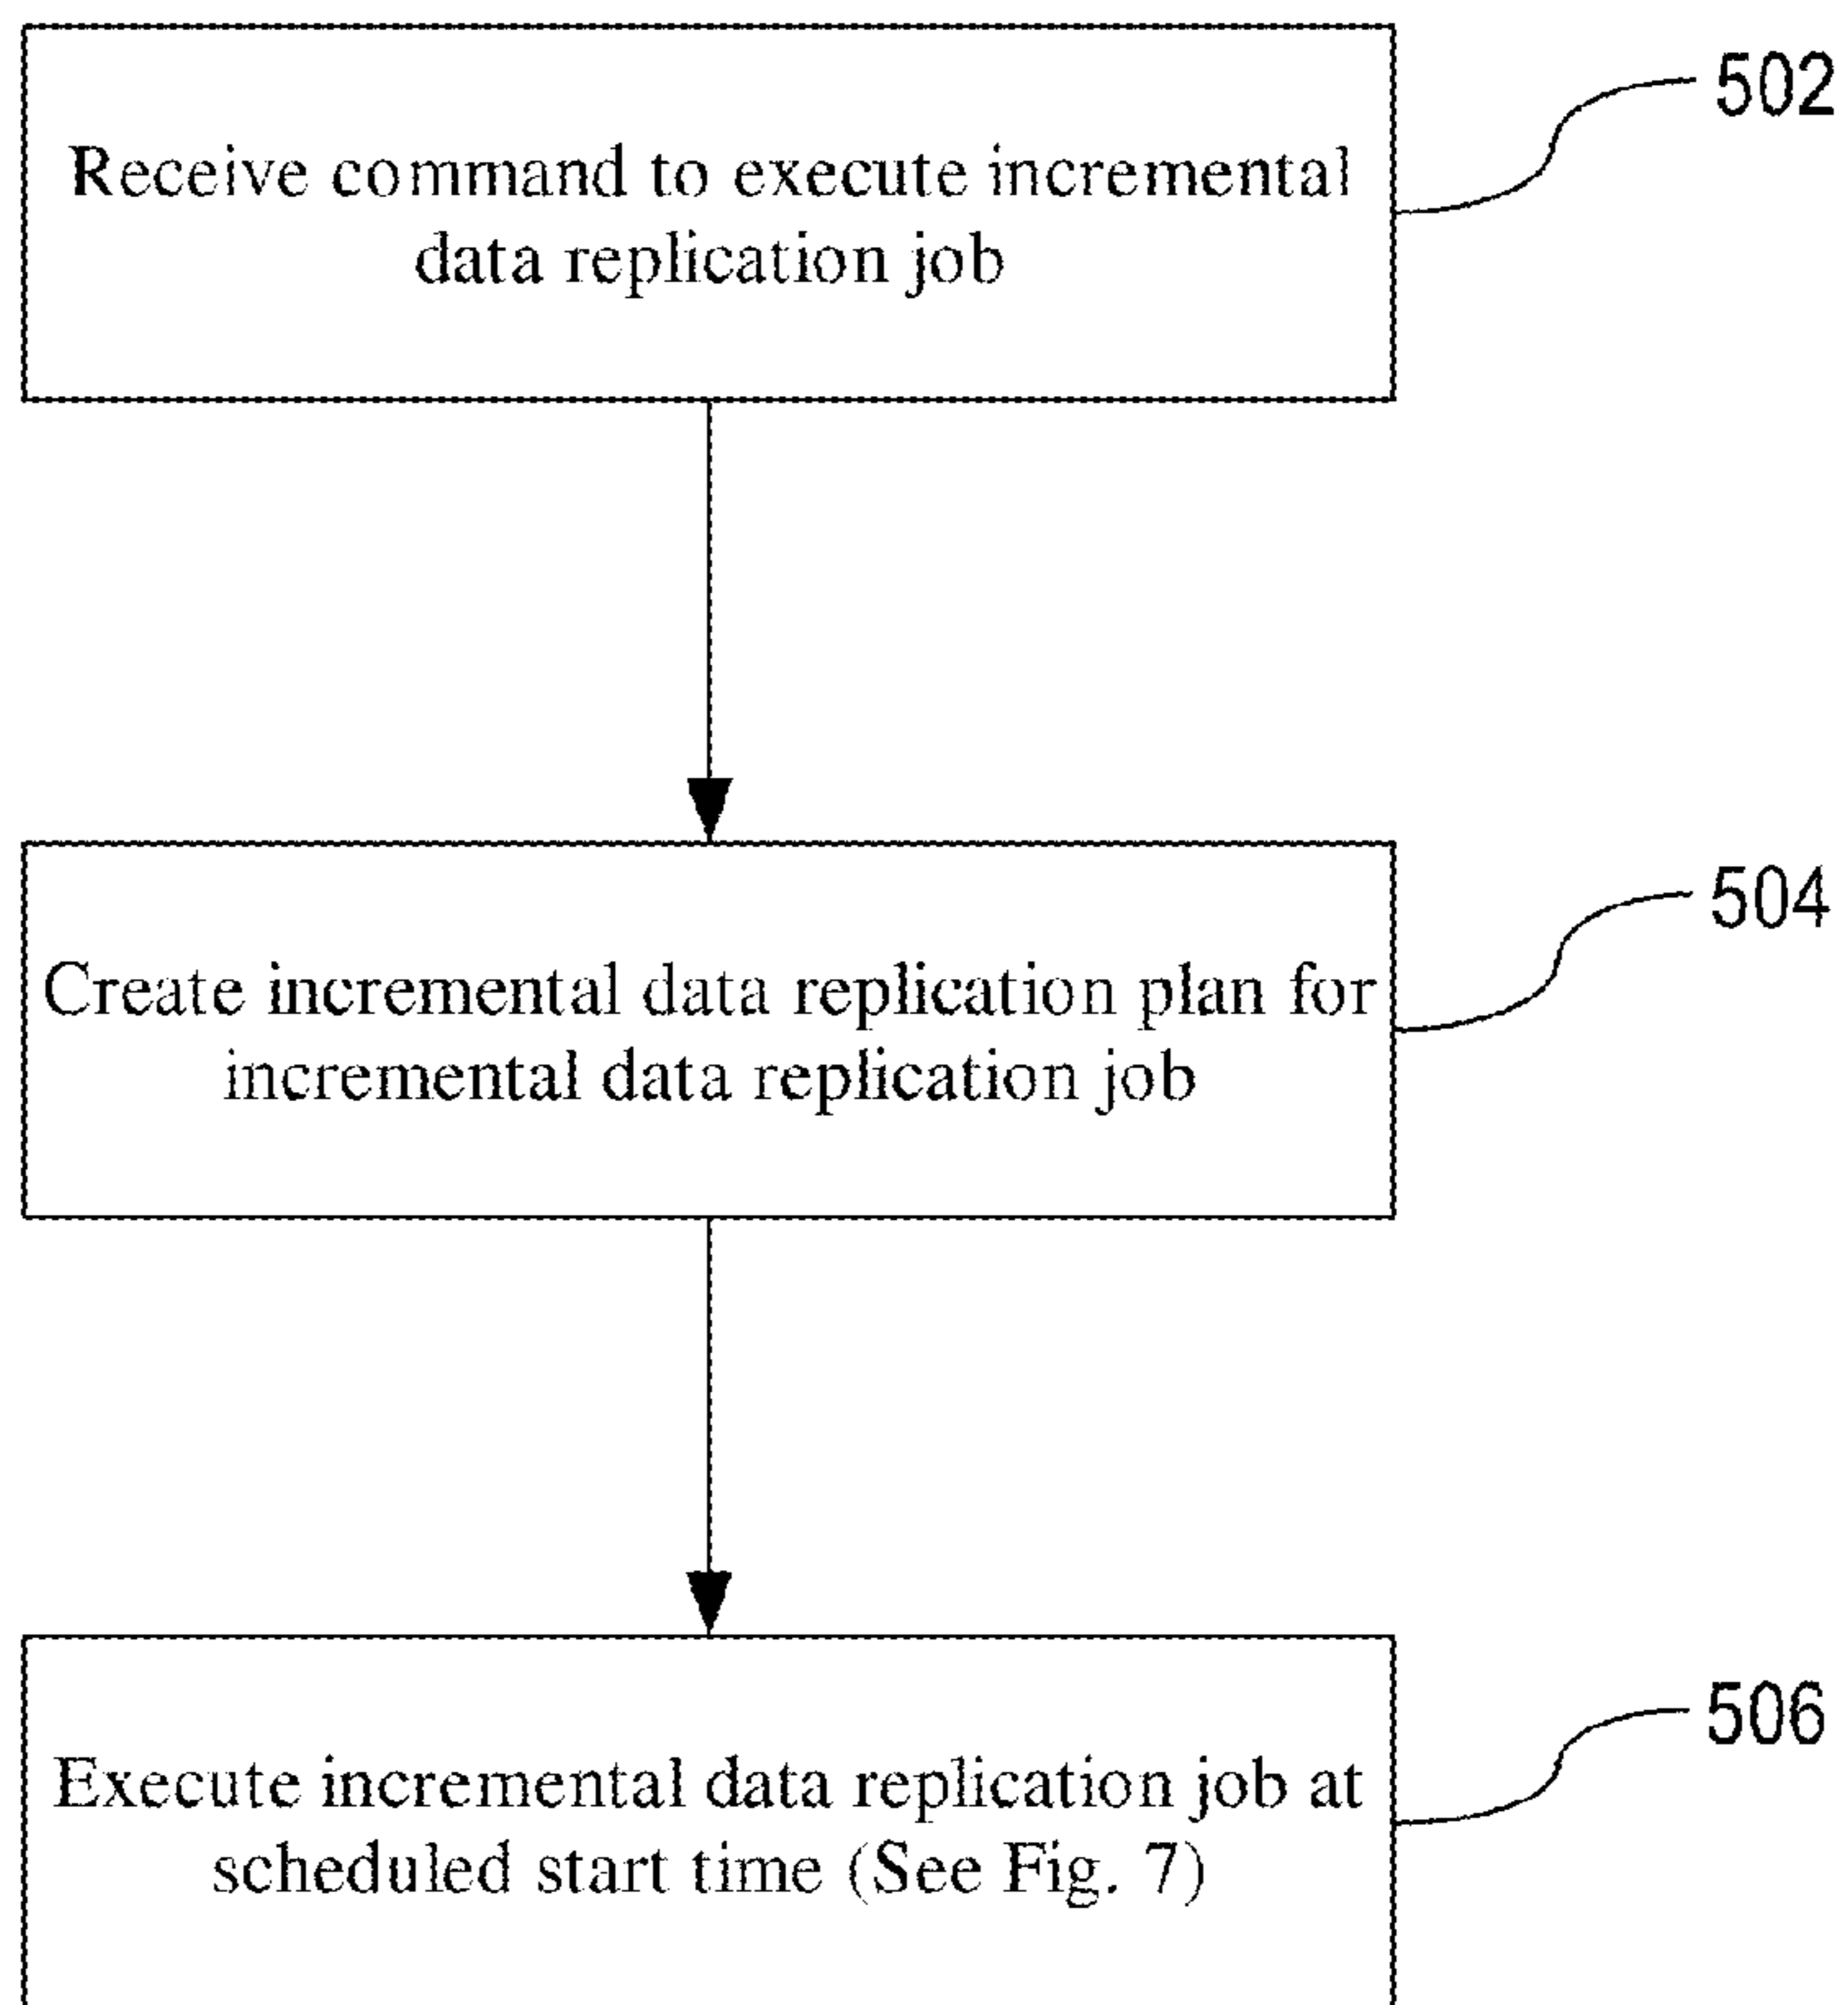 Receive command to execute incremental
data replication job
502
Create incremental data replication plan for
incremental data replication job
504
Execute incremental data replication job at
scheduled start time (See Fig. 7)
506